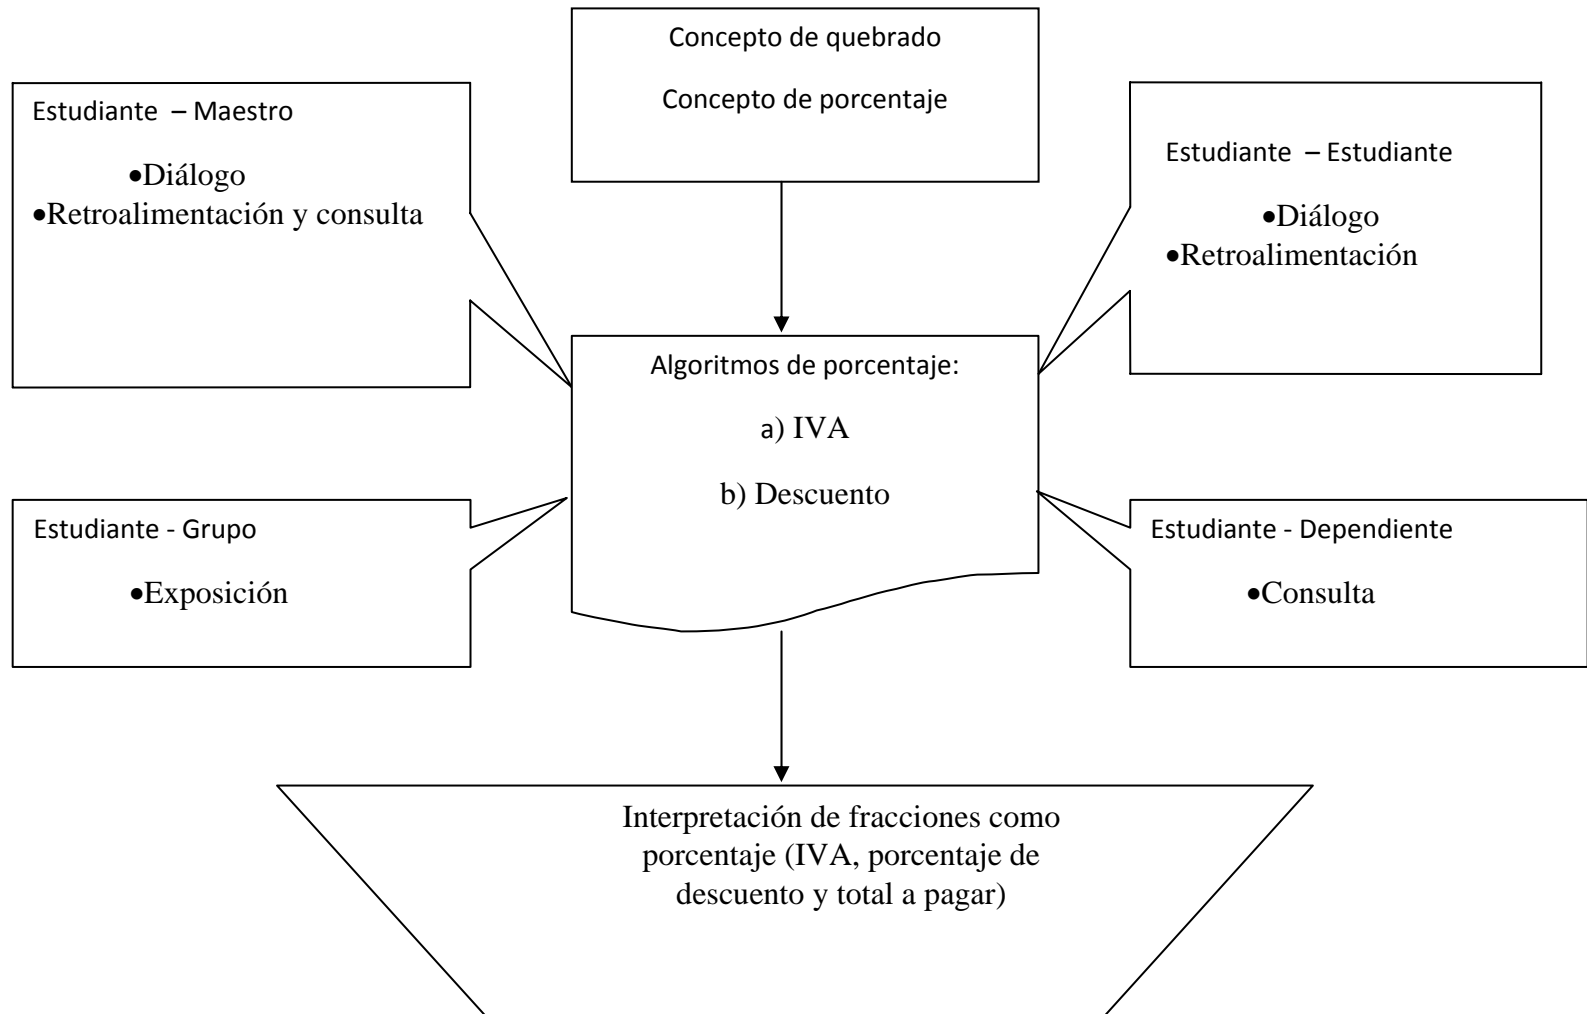 Concepto de quebrado
Concepto de porcentaje
Estudiante – Maestro
•Diálogo
•Retroalimentación y consulta
Estudiante – Estudiante
•Diálogo
•Retroalimentación
Algoritmos de porcentaje:
a) IVA
b) Descuento
Estudiante - Grupo
•Exposición
Estudiante - Dependiente
•Consulta
Interpretación de fracciones como
porcentaje (IVA, porcentaje de
descuento y total a pagar)